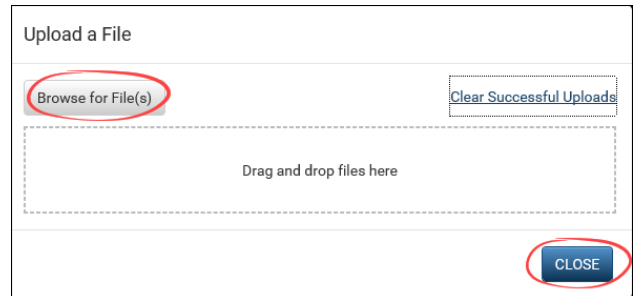 Upload a File
Browse for File(s)
Clear Successful Uploads
Drag and drop files here
CLOSE